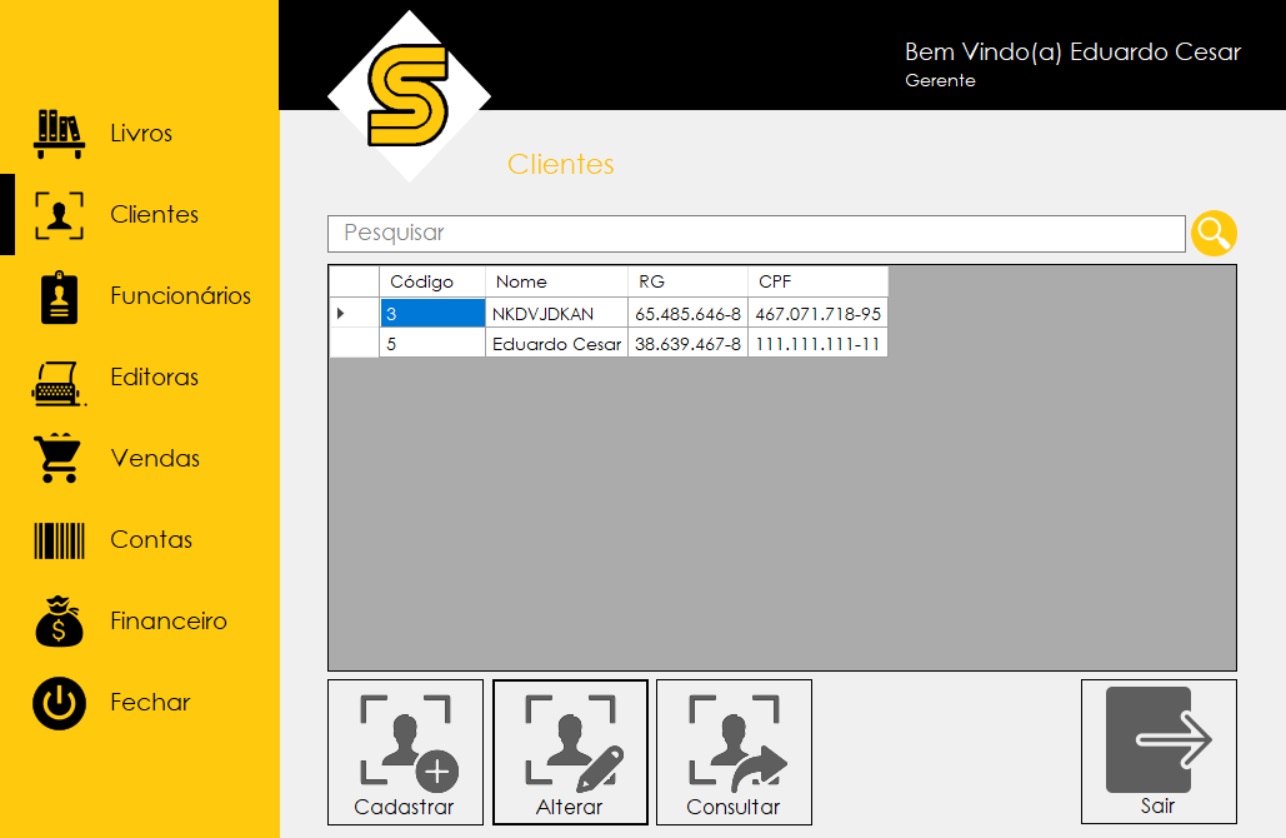 Bem Vindo(a) Eduardo Cesar
Gerente
S
Livros
Clientes
Funcionários
Editoras
Vendas
Contas
Financeiro
Fechar
Clientes
Pesquisar
Código Nome RG CPF
3 NKDVJDKAN 65.485.646-8 467.071.718-95
5 Eduardo Cesar 38.639.467-8 111.111.111-11
Cadastrar Alterar Consultar Sair